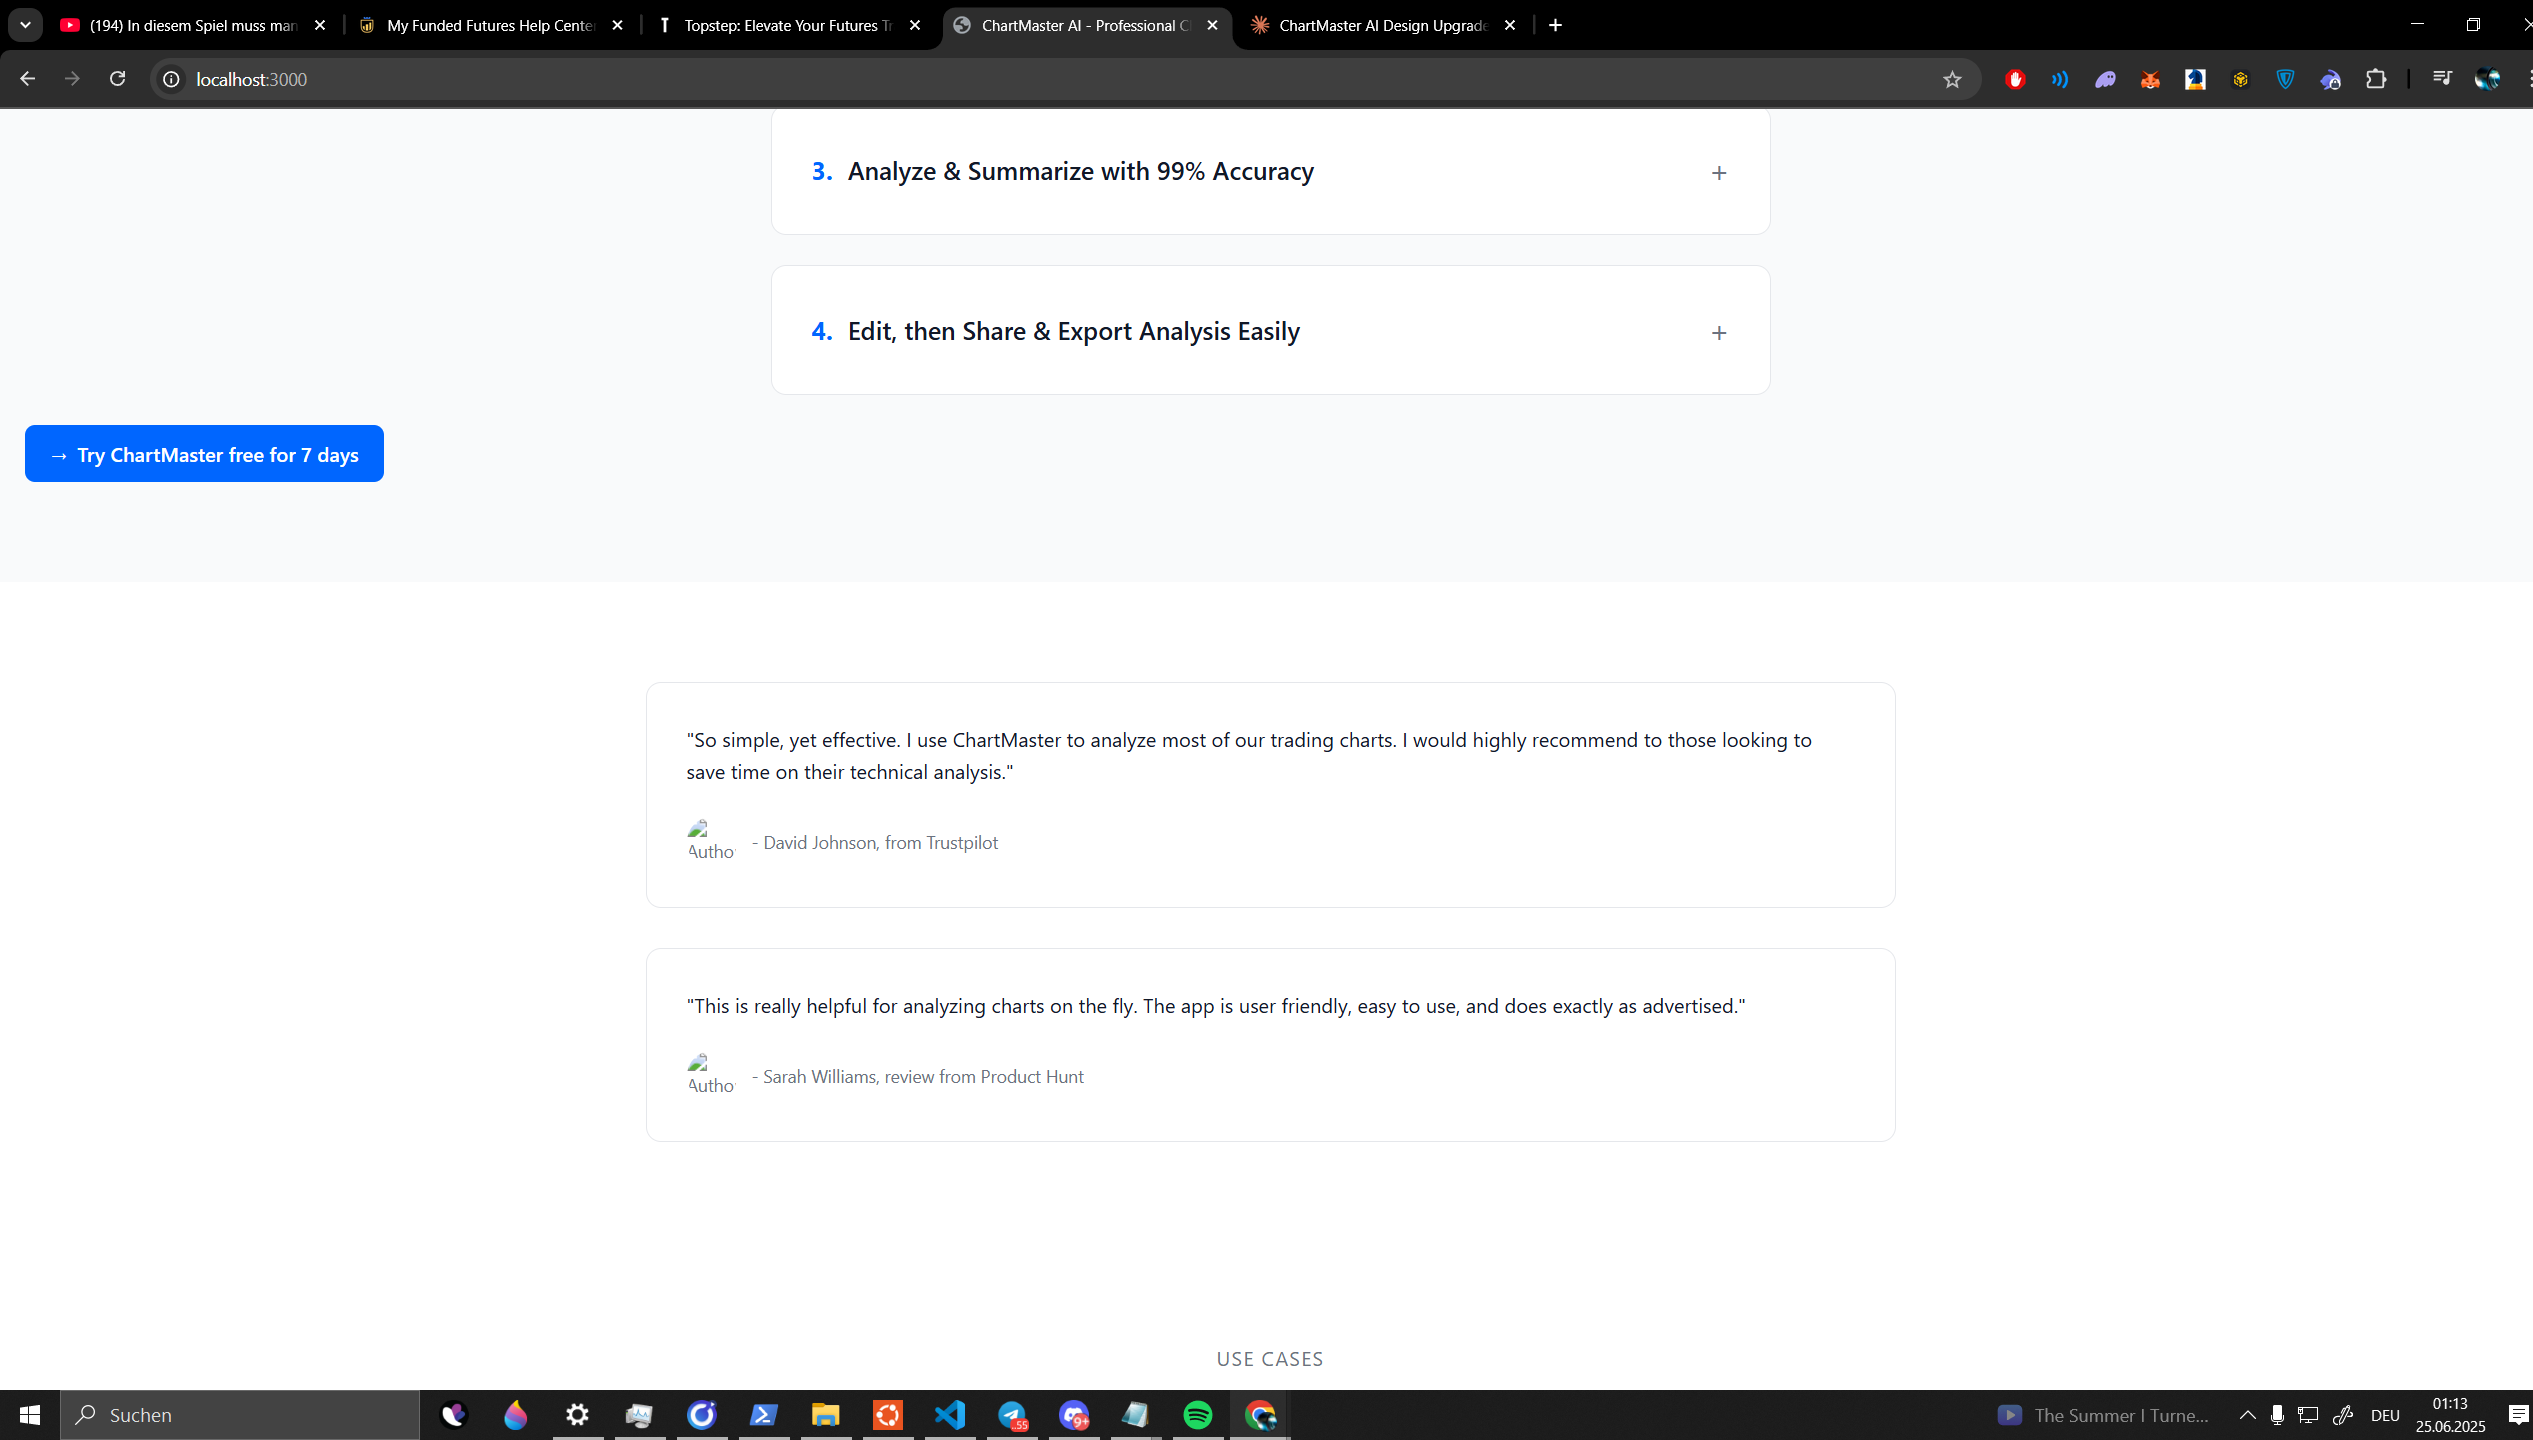 (194) In diesem Spiel muss man
My Funded Futures Help Center
Topstep: Elevate Your Futures Tr
ChartMaster AI - Professional C
ChartMaster AI Design Upgrade
localhost:3000
3. Analyze & Summarize with 99% Accuracy
+
4. Edit, then Share & Export Analysis Easily
+
→ Try ChartMaster free for 7 days
"So simple, yet effective. I use ChartMaster to analyze most of our trading charts. I would highly recommend to those looking to
save time on their technical analysis."
Autho
- David Johnson, from Trustpilot
"This is really helpful for analyzing charts on the fly. The app is user friendly, easy to use, and does exactly as advertised."
Autho
- Sarah Williams, review from Product Hunt
USE CASES
Suchen
55
9+
The Summer I Turne...
DEU
01:13
25.06.2025